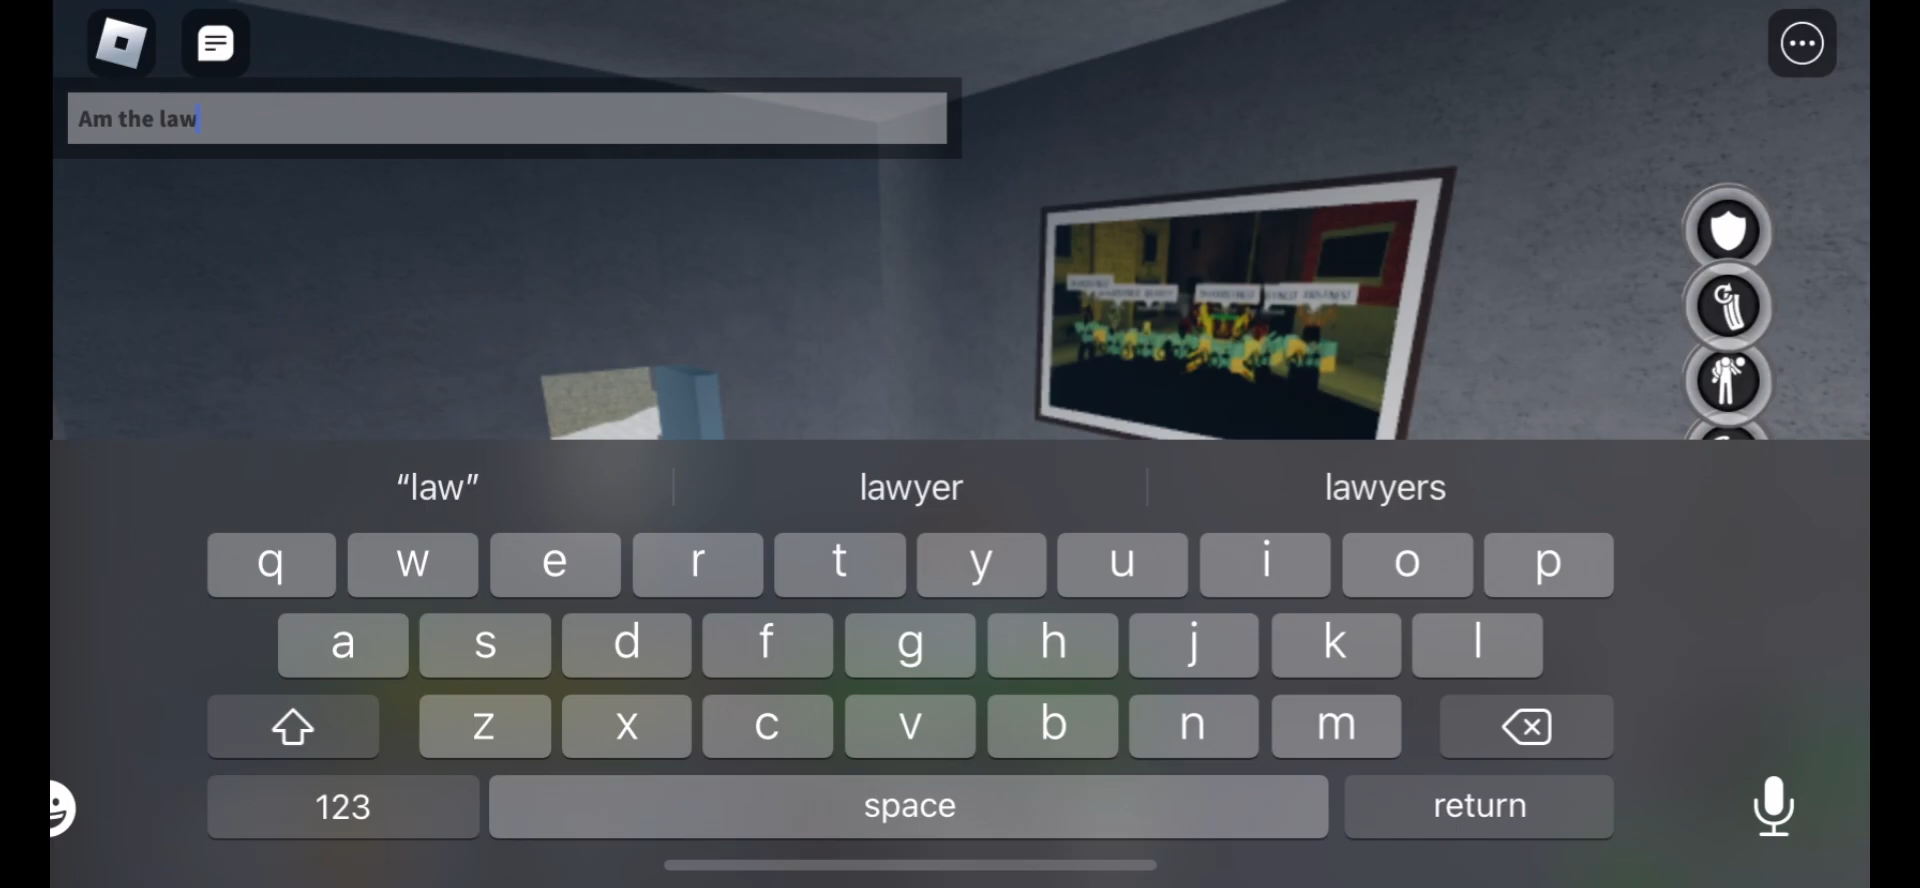 Am the law
“law” lawyer lawyers
q w e r t y u i o p
a s d f g h j k l
z x c v b n m
123 space return